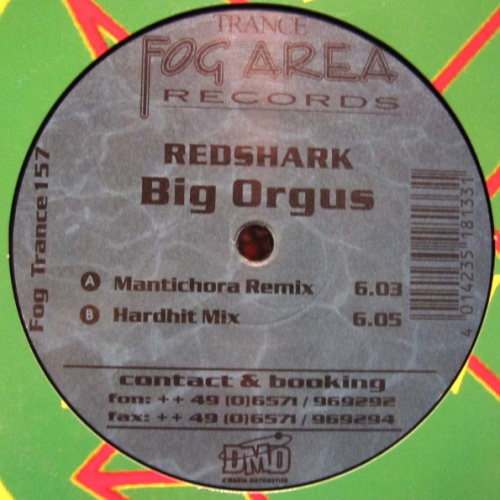 TRANCE
FOG AREA
RECORDS
REDSHARK
Big Orgus
Fog Trance 157
A Mantichora Remix 6.03
B Hardhit Mix 6.05
4 014235 181331
contact & booking
fon: ++ 49 (0)6571 / 969292
fax: ++ 49 (0)6571 / 969294
DMD